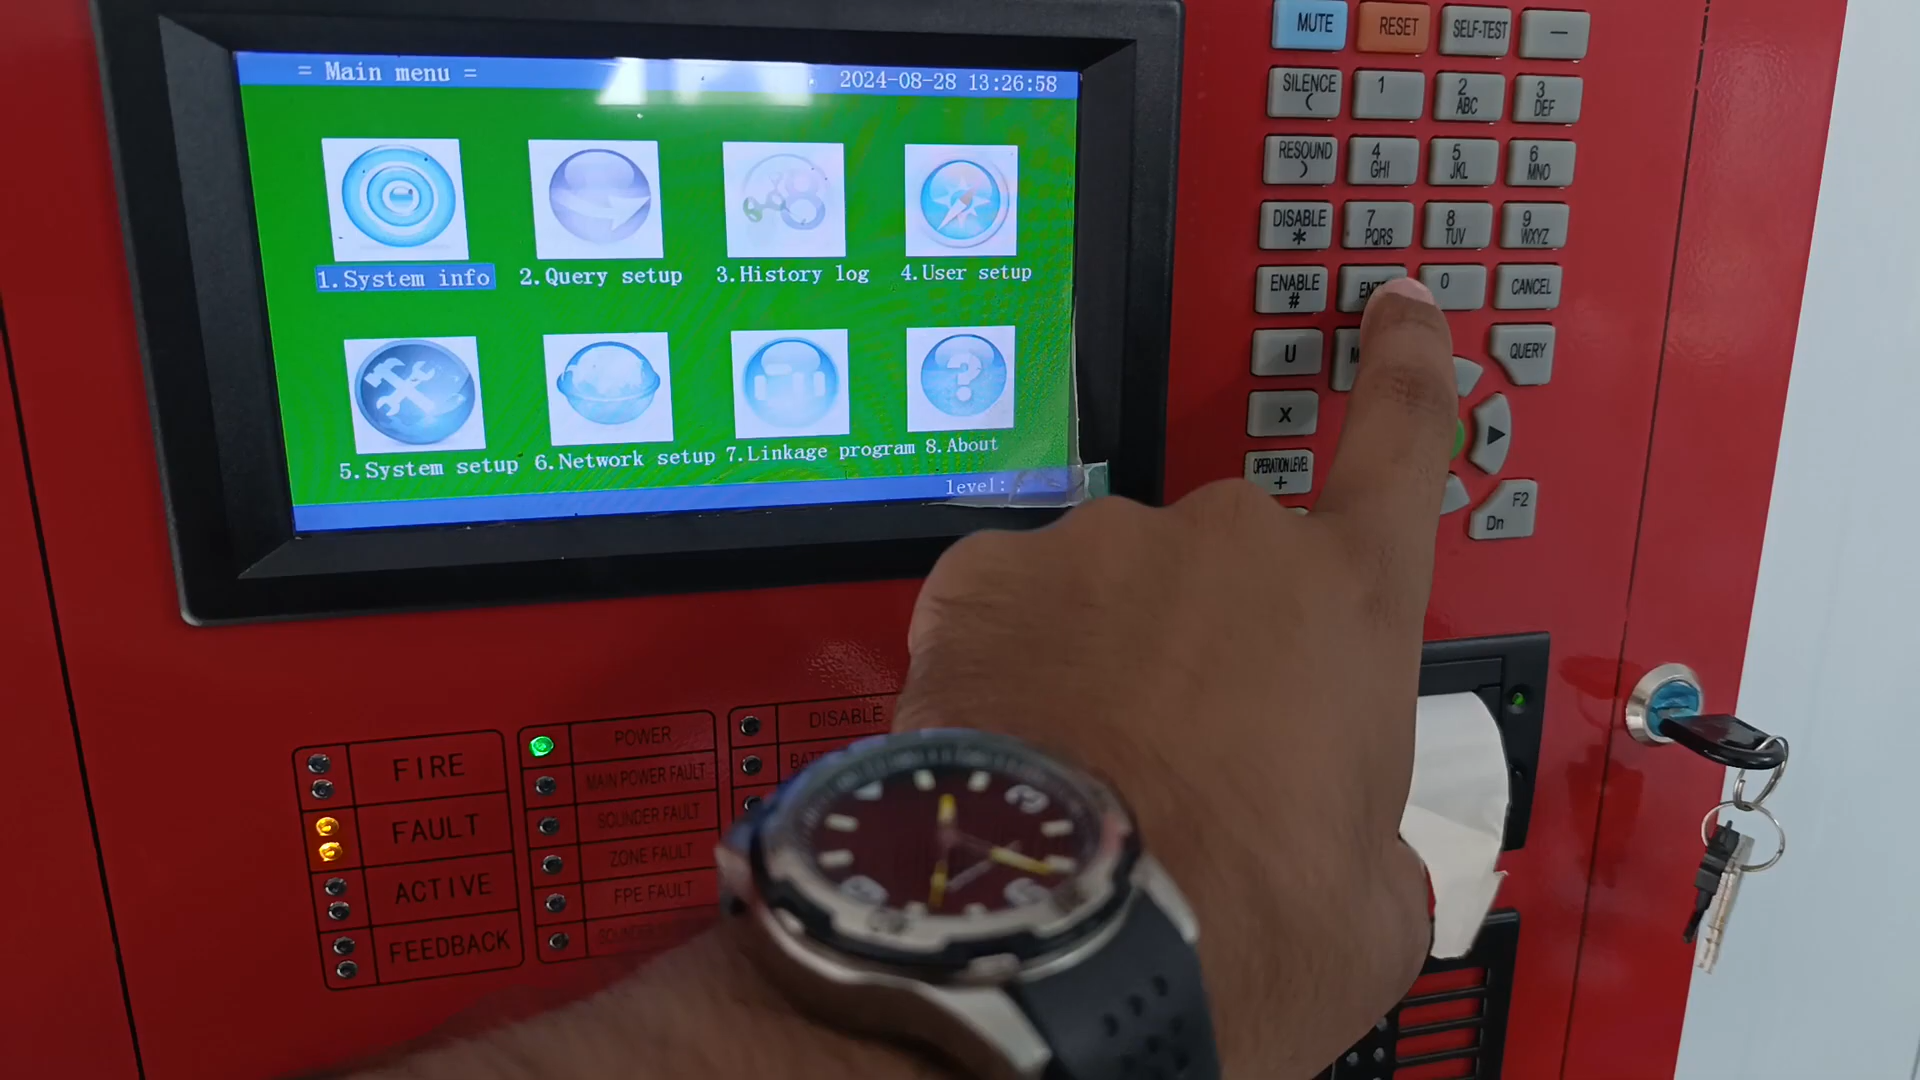 = Main menu =
2024-08-28 13:26:58
1.System info
2.Query setup
3.History log
4.User setup
5.System setup
6.Network setup
7.Linkage program
8.About
level:
MUTE
RESET
SELF-TEST
—
SILENCE
(
1
2
ABC
3
DEF
RESOUND
)
4
GHI
5
JKL
6
MNO
DISABLE
*
7
PQRS
8
TUV
9
WXYZ
ENABLE
#
0
CANCEL
U
QUERY
X
OPERATION LEVEL
+
F2
Dn
FIRE
FAULT
ACTIVE
FEEDBACK
POWER
MAIN POWER FAULT
SOUNDER FAULT
ZONE FAULT
FPE FAULT
DISABLE